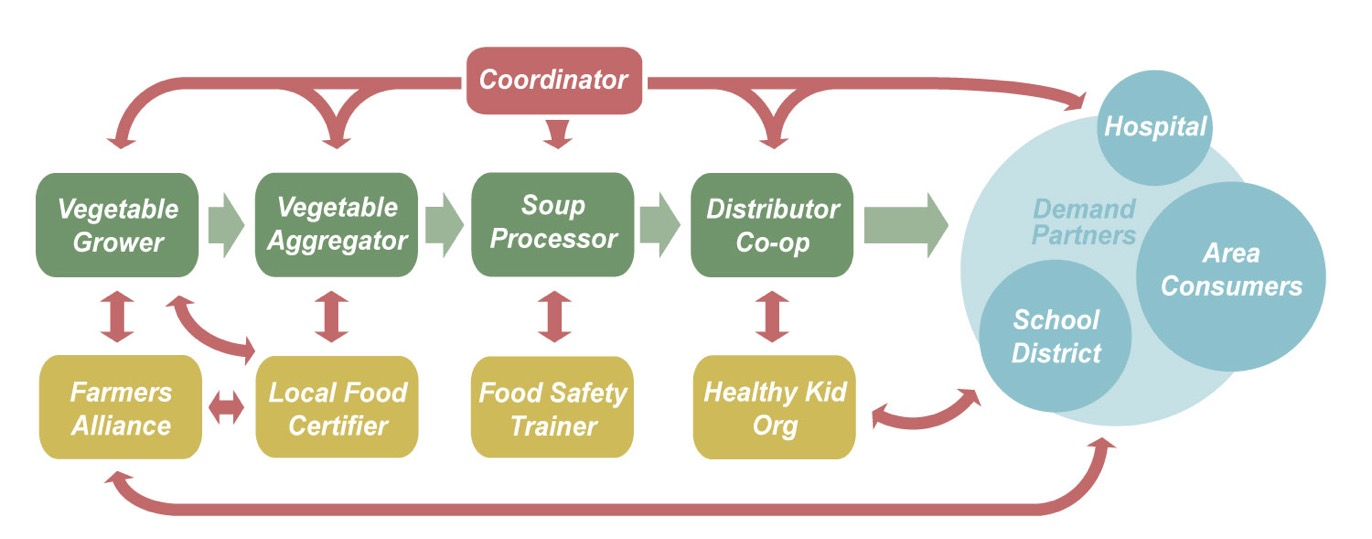 Coordinator
Hospital
Vegetable
Grower
Vegetable
Aggregator
Soup
Processor
Distributor
Co-op
Demand
Partners
Area
Consumers
School
District
Farmers
Alliance
Local Food
Certifier
Food Safety
Trainer
Healthy Kid
Org